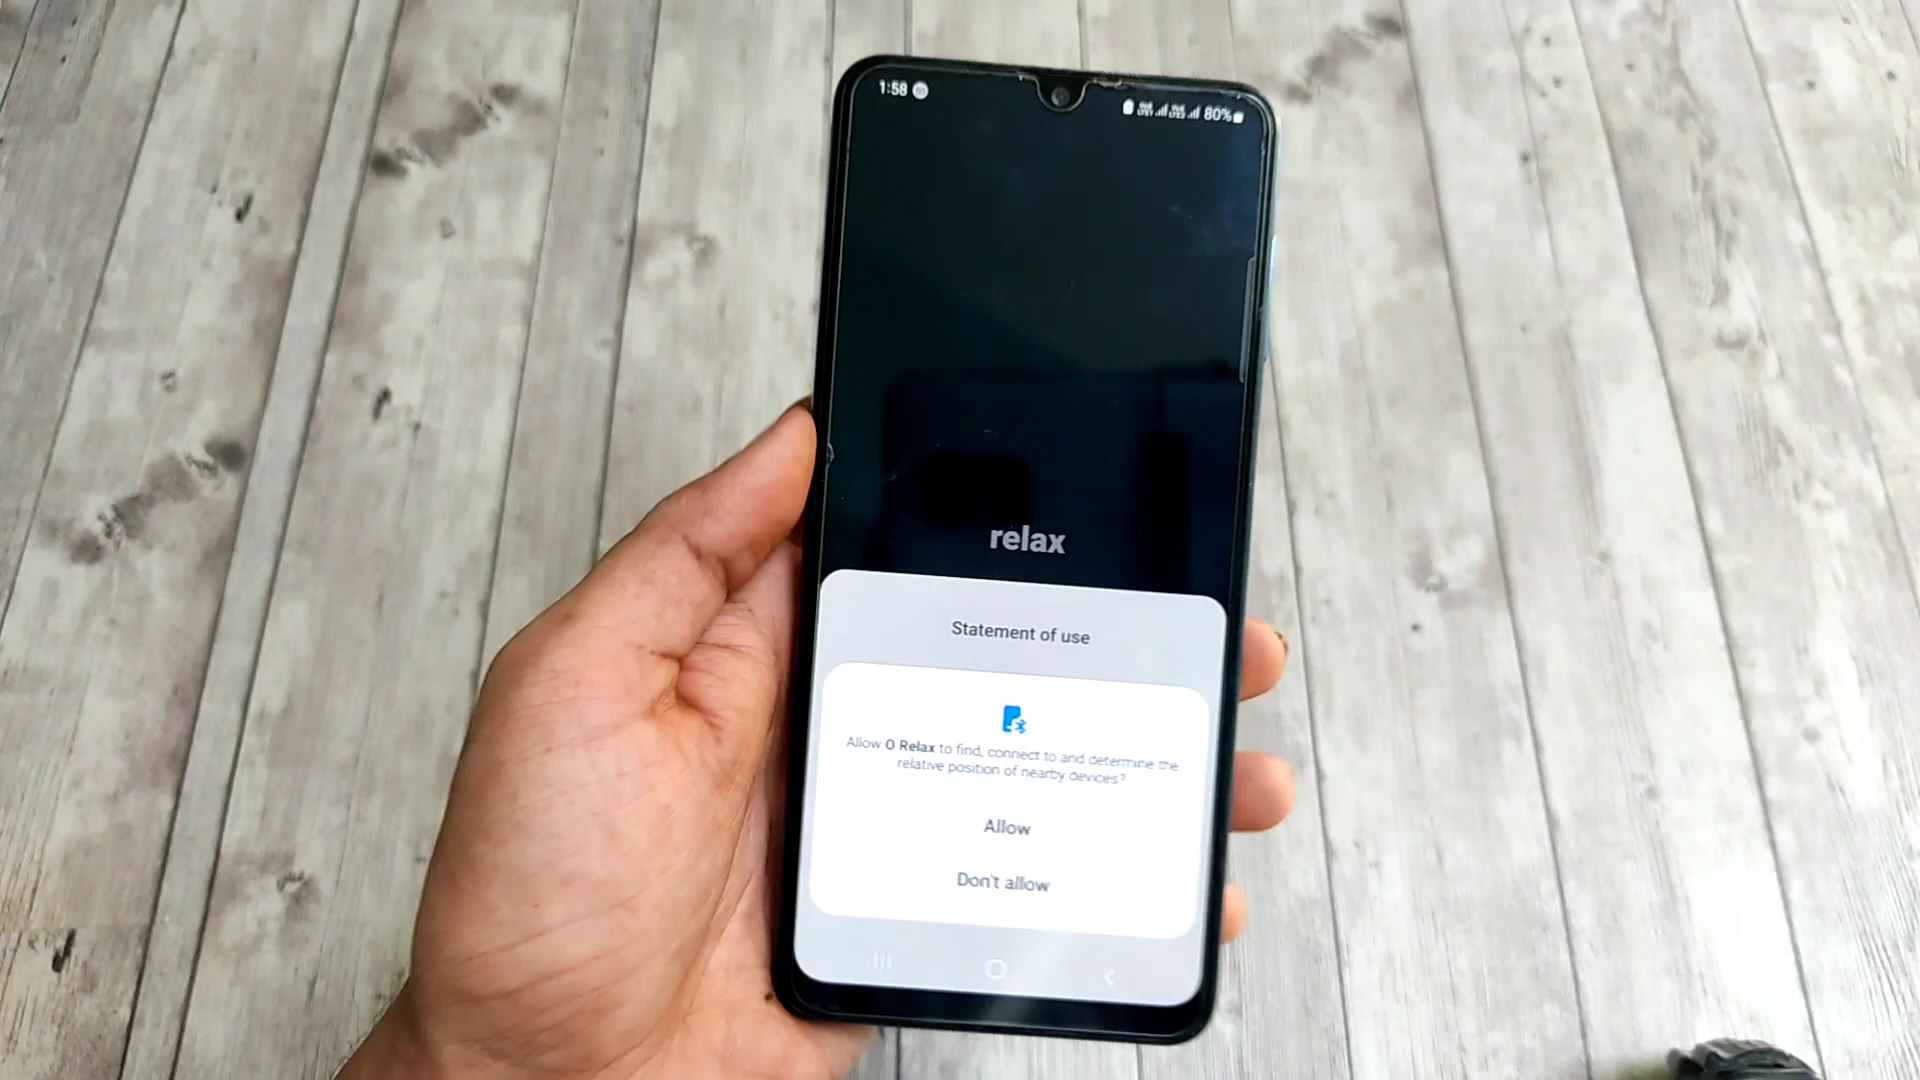 1:58
80%
relax
Statement of use
Allow O Relax to find, connect to and determine the
relative position of nearby devices?
Allow
Don't allow